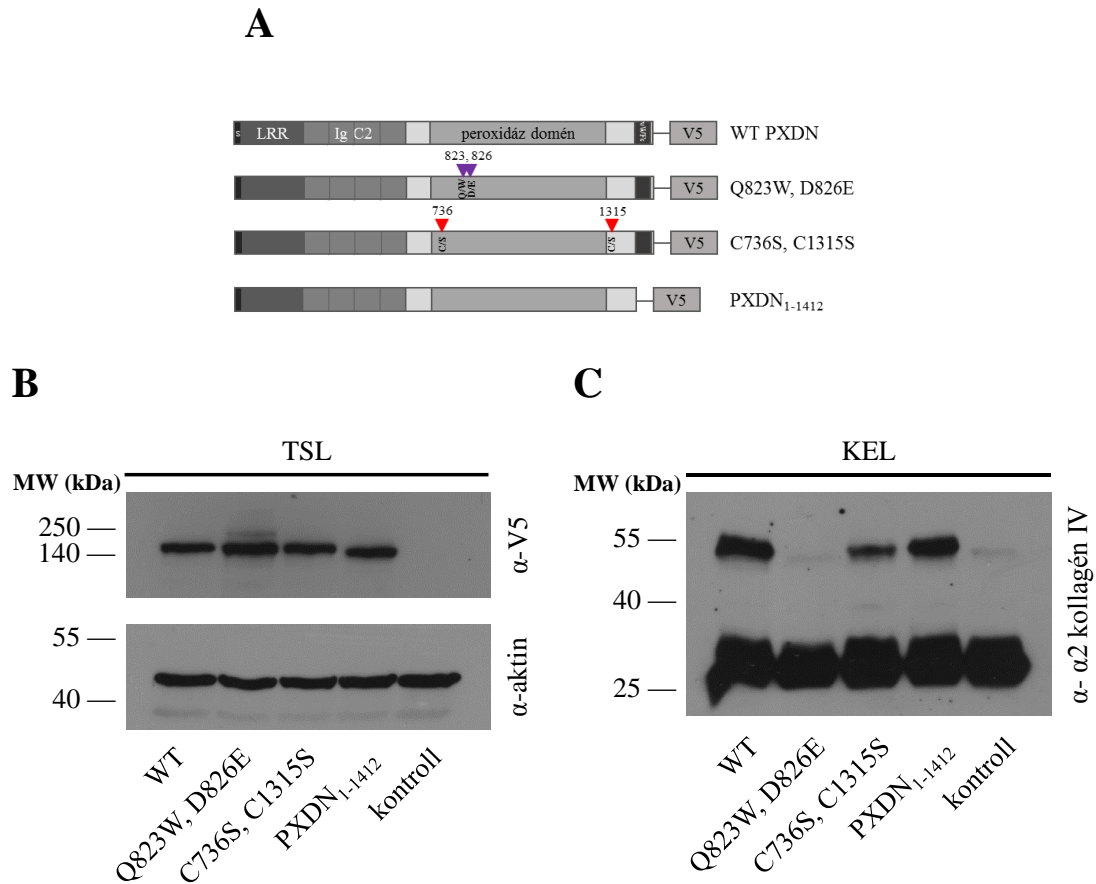 A
S LRR Ig C2 peroxidáz domén VWFc V5 WT PXDN
823, 826
Q/W D/E V5 Q823W, D826E
736 1315
C/S C/S V5 C736S, C1315S
V5 PXDN1-1412
B
TSL
MW (kDa)
250
140
α-V5
55
40
α-aktin
WT
Q823W, D826E
C736S, C1315S
PXDN1-1412
kontroll
C
KEL
MW (kDa)
55
40
25
α- α2 kollagén IV
WT
Q823W, D826E
C736S, C1315S
PXDN1-1412
kontroll